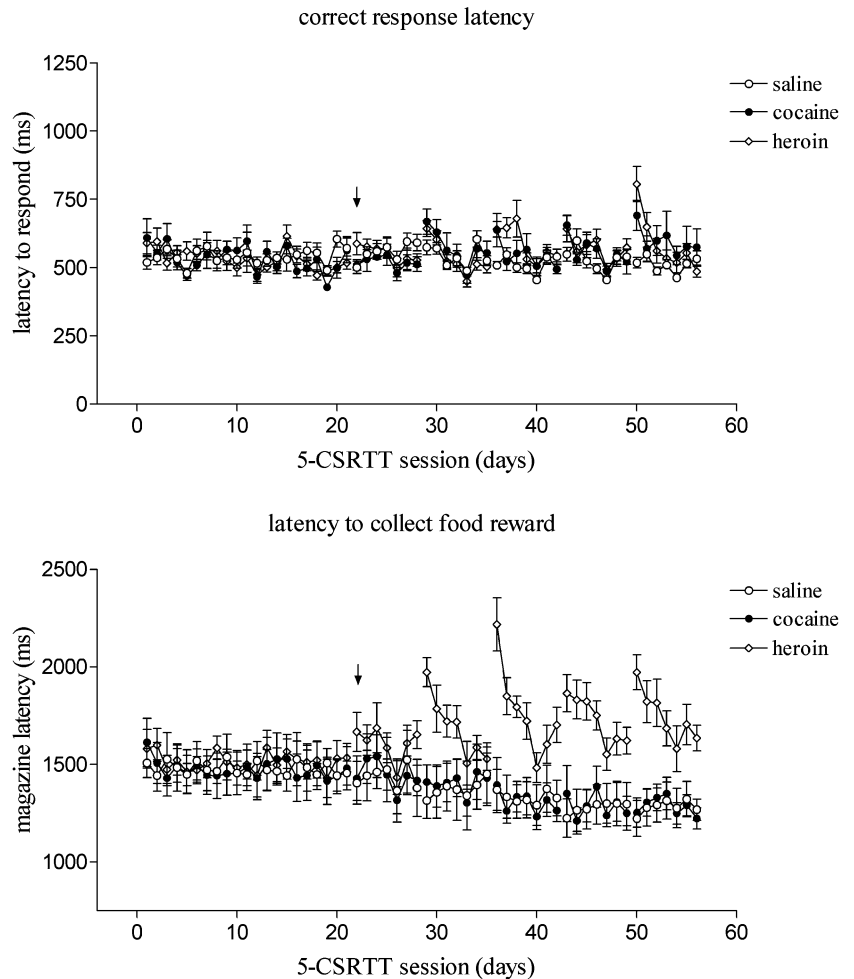 correct response latency
1250
1000
750
500
250
0
latency to respond (ms)
saline
cocaine
heroin
0 10 20 30 40 50 60
5-CSRTT session (days)
latency to collect food reward
2500
2000
1500
1000
magazine latency (ms)
saline
cocaine
heroin
0 10 20 30 40 50 60
5-CSRTT session (days)